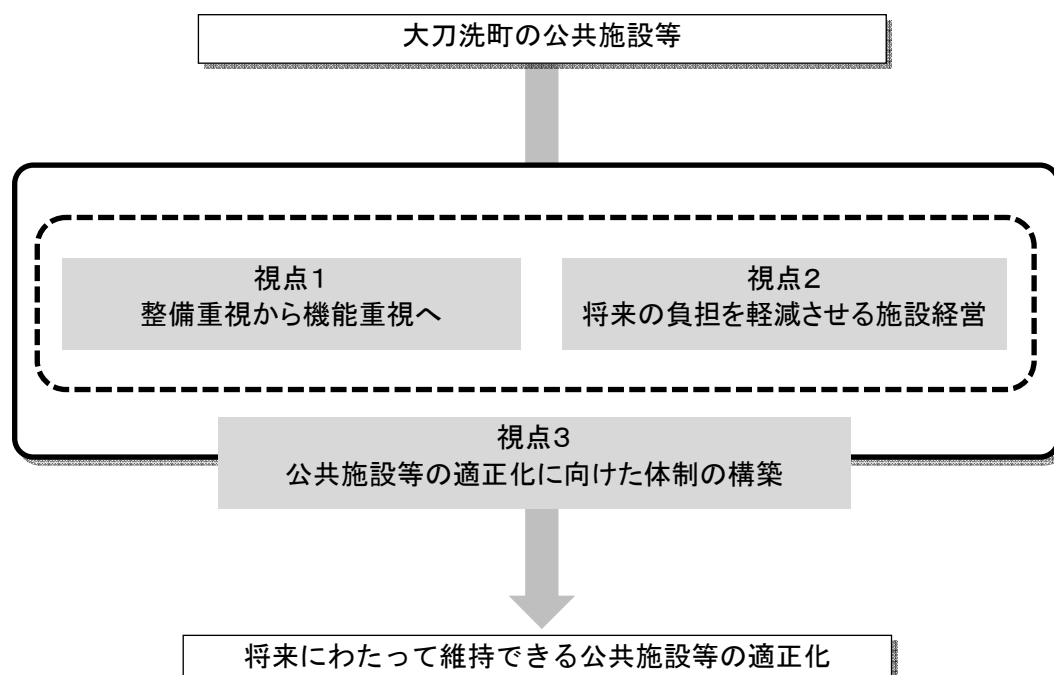 大刀洗町の公共施設等
視点１
整備重視から機能重視へ
視点２
将来の負担を軽減させる施設経営
視点３
公共施設等の適正化に向けた体制の構築
将来にわたって維持できる公共施設等の適正化